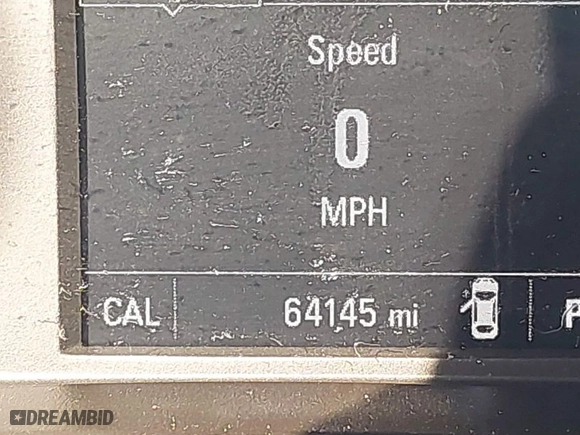 Speed
0
MPH
CAL 64145 mi P
DREAMBID